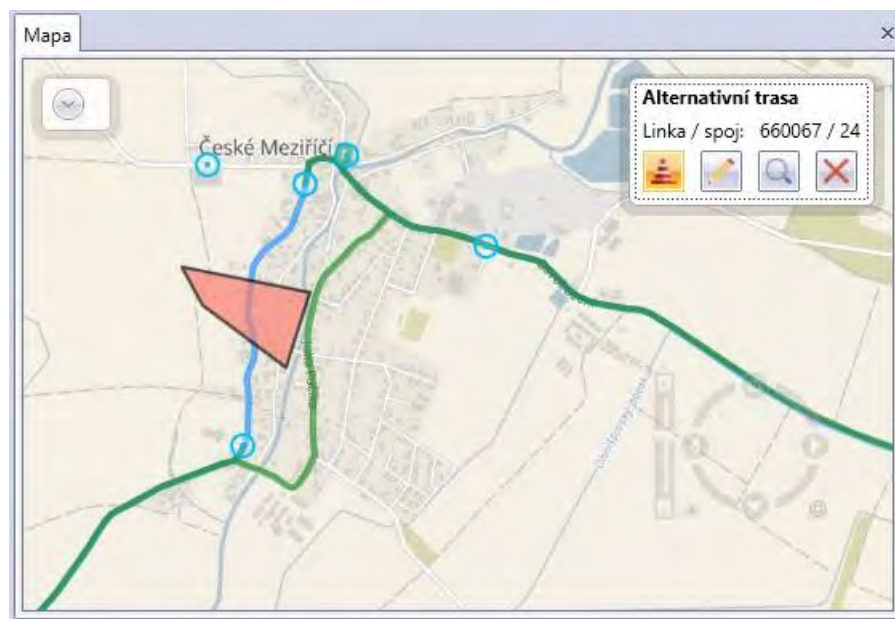 Mapa
Alternativní trasa
Linka / spoj: 660067 / 24
České Meziříčí